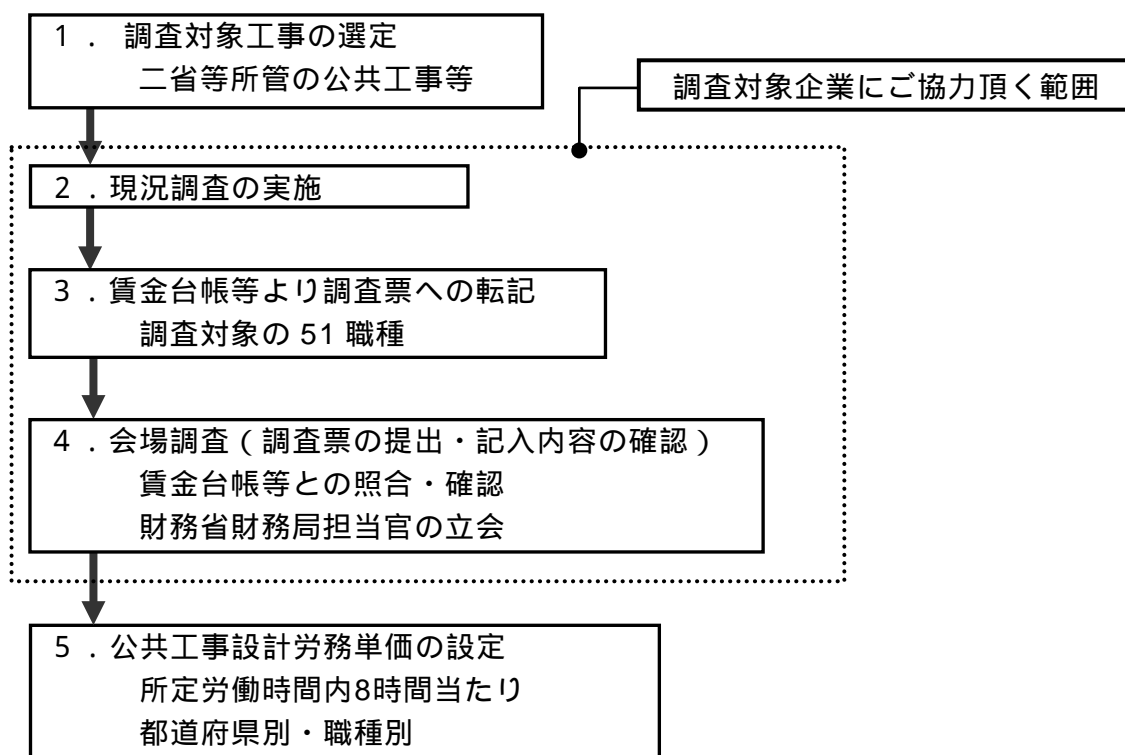 1． 調査対象工事の選定
二省等所管の公共工事等
調査対象企業にご協力頂く範囲
2．現況調査の実施
3．賃金台帳等より調査票への転記
調査対象の 51 職種
4．会場調査（調査票の提出・記入内容の確認）
賃金台帳等との照合・確認
財務省財務局担当官の立会
5．公共工事設計労務単価の設定
所定労働時間内8時間当たり
都道府県別・職種別